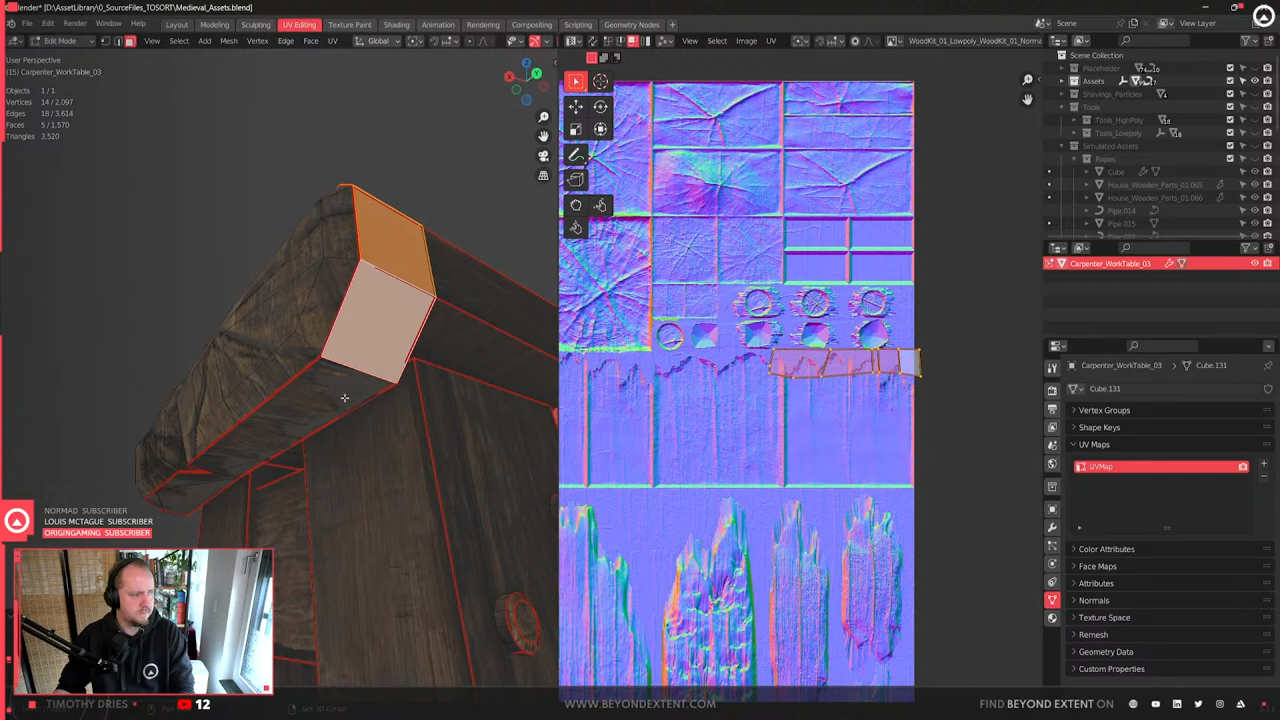 Blender* [D:\AssetLibrary\0_SourceFiles_TOSORT\Medieval_Assets.blend]
File Edit Render Window Help Layout Modeling Sculpting UV Editing Texture Paint Shading Animation Rendering Compositing Scripting Geometry Nodes +
Scene
View Layer
Edit Mode View Select Add Mesh Vertex Edge Face UV Global
View Select Image UV
WoodKit_01_Lowpoly_WoodKit_01_Norm
User Perspective
(15) Carpenter_WorkTable_03
Objects 1/1
Vertices 14 / 2,097
Edges 18 / 3,614
Faces 5 / 1,570
Triangles 3,520
Scene Collection
Placeholder
Assets
Shavings_Particles
Tools
Tools_HighPoly
Tools_Lowpoly
Simulated Assets
Ropes
Cube
House_Wooden_Parts_01.065
House_Wooden_Parts_01.066
Pipe.014
Pipe.015
Carpenter_WorkTable_03
Carpenter_WorkTable_03 Cube.131
Cube.131
Vertex Groups
Shape Keys
UV Maps
UVMap
Color Attributes
Face Maps
Attributes
Normals
Texture Space
Remesh
Geometry Data
Custom Properties
NORMAD SUBSCRIBER
LOUIS MCTAGUE SUBSCRIBER
ORIGINGAMING SUBSCRIBER
TIMOTHY DRIES 12 Set 3D Cursor WWW.BEYONDEXTENT.COM FIND BEYOND EXTENT ON